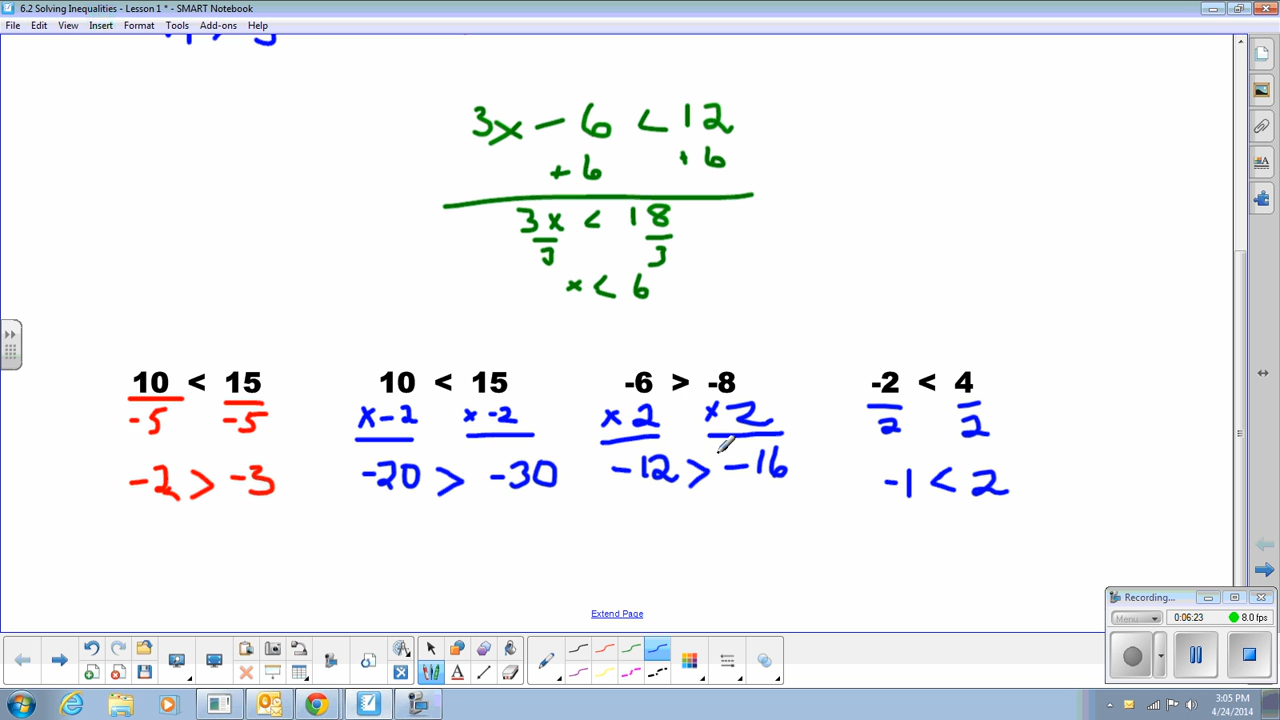 6.2 Solving Inequalities - Lesson 1 * - SMART Notebook
File Edit View Insert Format Tools Add-ons Help
3x - 6 < 12
+ 6 + 6
3x < 18
3 3
x < 6
10 < 15 10 < 15 -6 > -8 -2 < 4
-5 -5 x -2 x -2 x 2 x 2 2 2
-2 > -3 -20 > -30 -12 > -16 -1 < 2
Extend Page
Recording...
Menu 0:06:23 8.0 fps
3:05 PM
4/24/2014